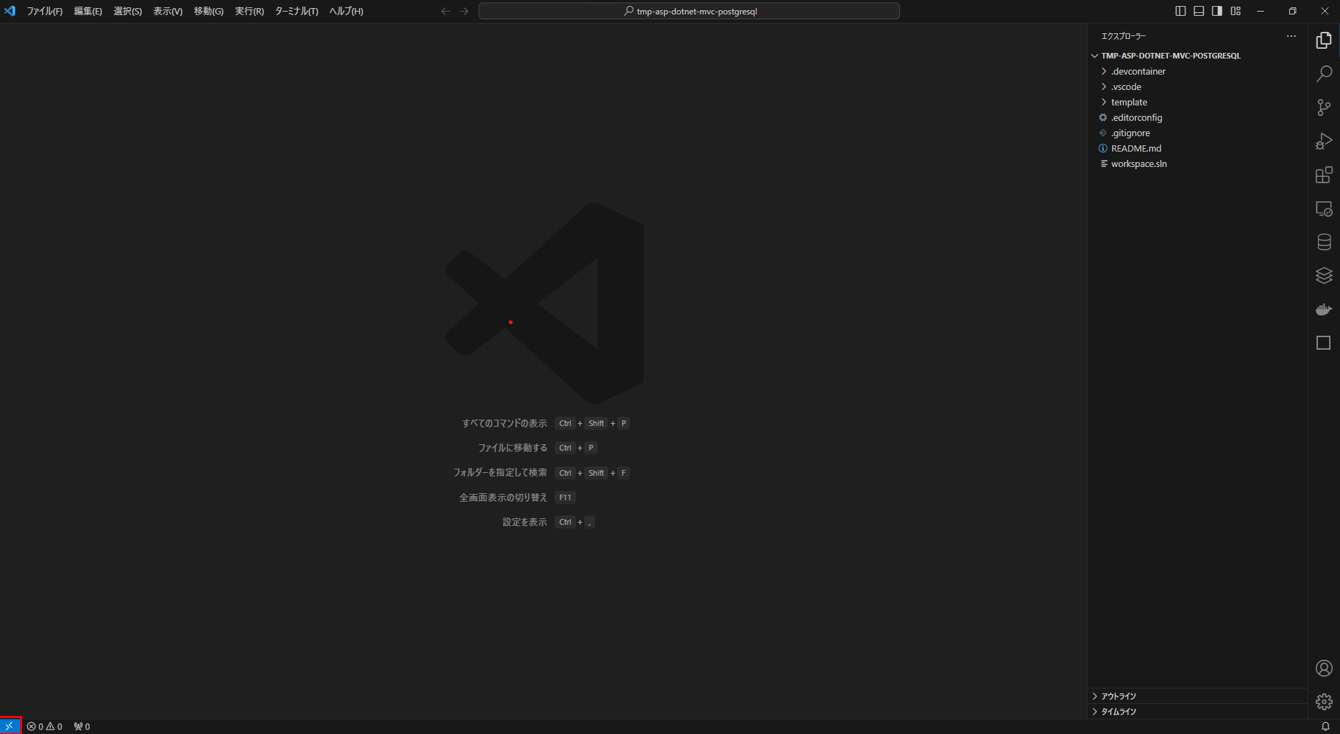 ファイル(F) 編集(E) 選択(S) 表示(V) 移動(G) 実行(R) ターミナル(T) ヘルプ(H) tmp-asp-dotnet-mvc-postgresql
エクスプローラー
TMP-ASP-DOTNET-MVC-POSTGRESQL
.devcontainer
.vscode
template
.editorconfig
.gitignore
README.md
workspace.sln
すべてのコマンドの表示 Ctrl + Shift + P
ファイルに移動する Ctrl + P
フォルダーを指定して検索 Ctrl + Shift + F
全画面表示の切り替え F11
設定を表示 Ctrl + ,
アウトライン
タイムライン
0 0 0